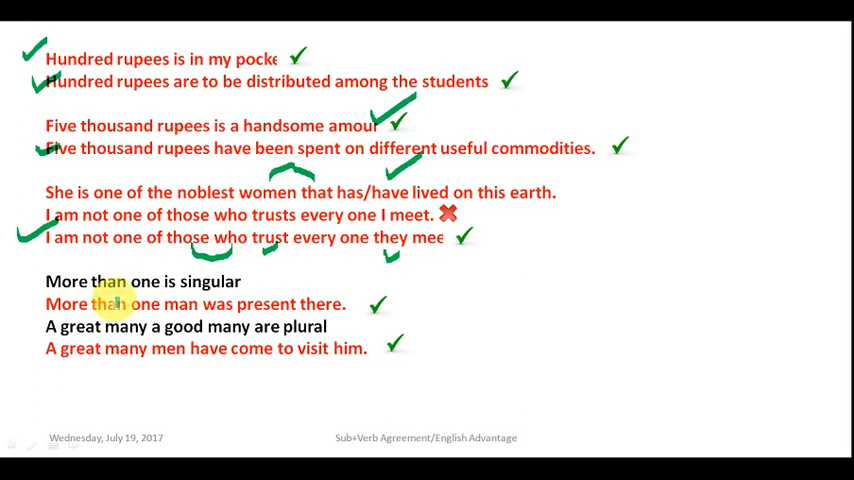 Hundred rupees is in my pocke
Hundred rupees are to be distributed among the students
Five thousand rupees is a handsome amour
Five thousand rupees have been spent on different useful commodities.
She is one of the noblest women that has/have lived on this earth.
I am not one of those who trusts every one I meet.
I am not one of those who trust every one they mee
More than one is singular
More than one man was present there.
A great many a good many are plural
A great many men have come to visit him.
Wednesday, July 19, 2017
Sub+Verb Agreement/English Advantage